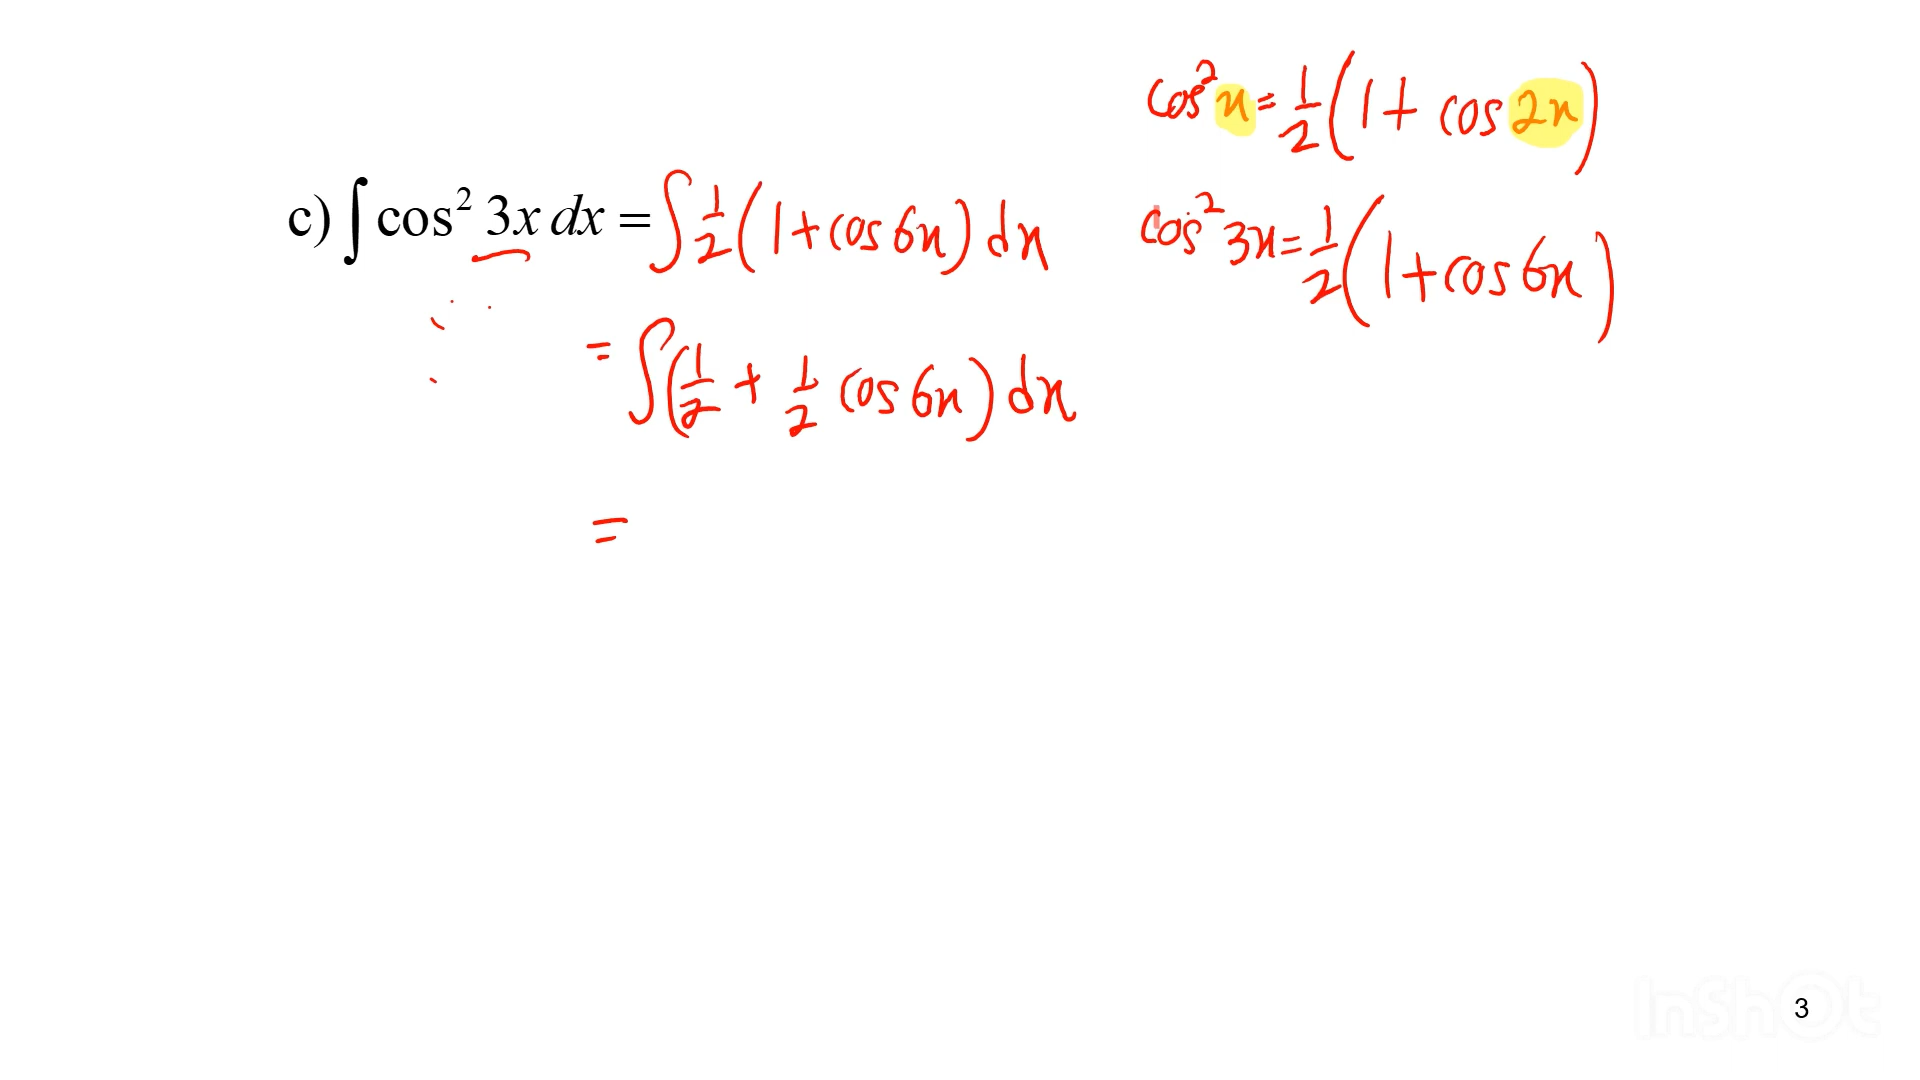 cos² x = 1/2 (1 + cos 2x)
c) ∫ cos² 3x dx = ∫ 1/2 (1 + cos 6x) dx
cos² 3x = 1/2 (1 + cos 6x)
= ∫ (1/2 + 1/2 cos 6x) dx
=
InShOt
3